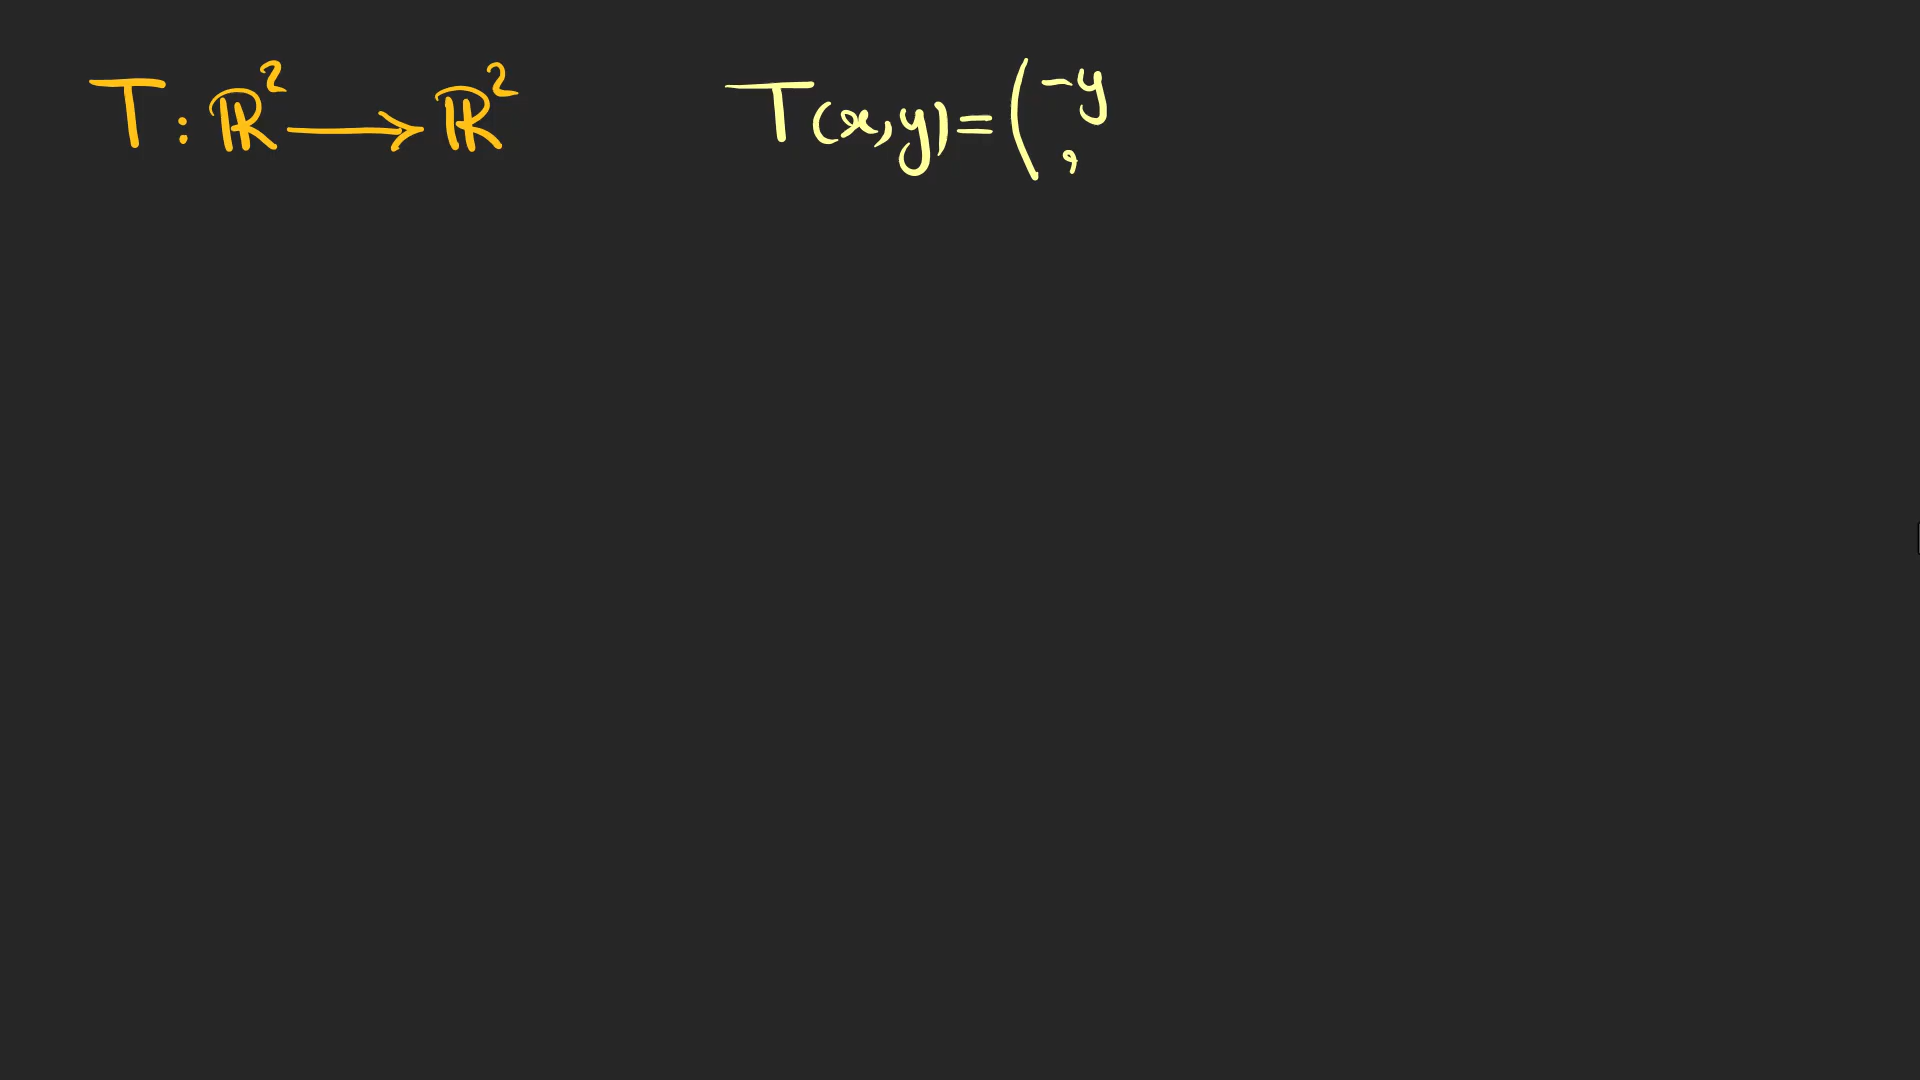 T : ℝ² ⟶ ℝ²
T(x,y) = ( -y